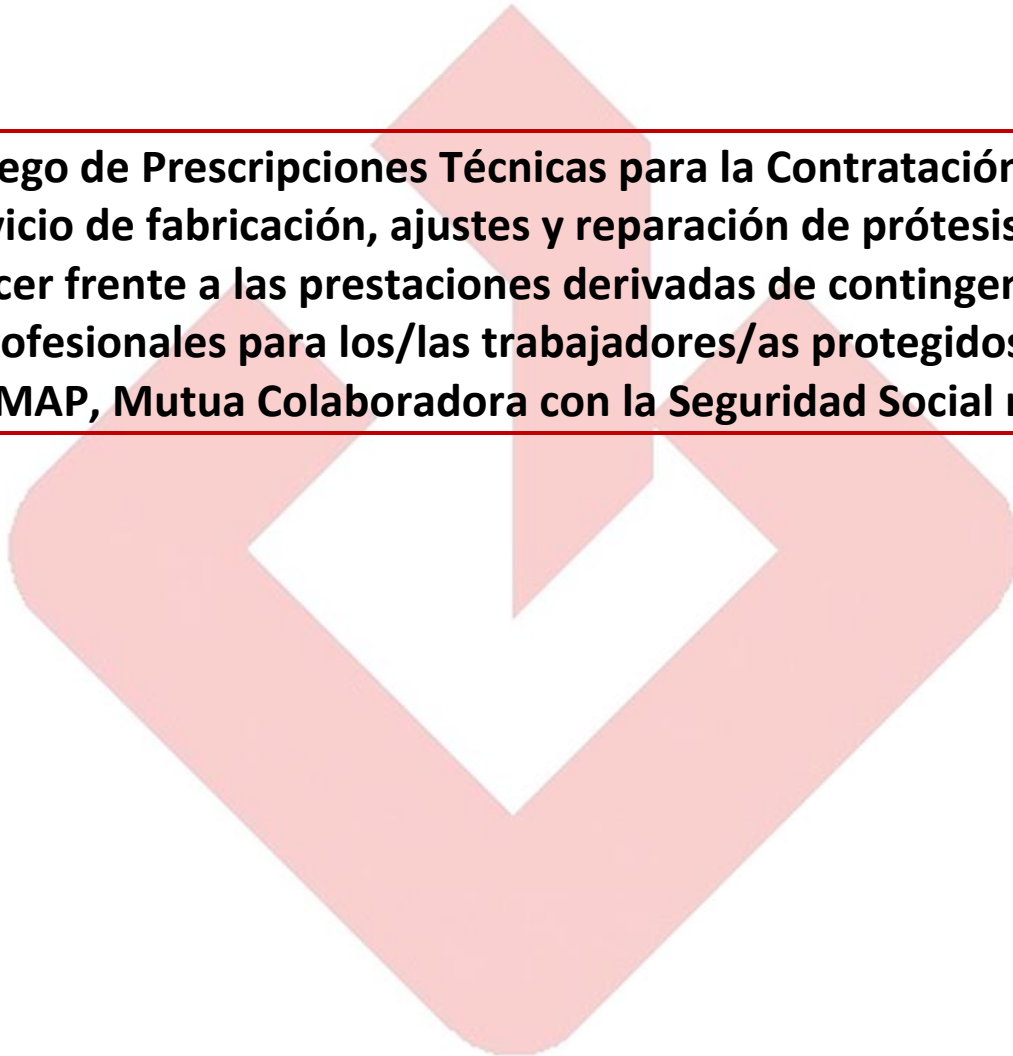 ego de Prescripciones Técnicas para la Contratación
vicio de fabricación, ajustes y reparación de prótesis
cer frente a las prestaciones derivadas de contingen
ofesionales para los/las trabajadores/as protegidos
MAP, Mutua Colaboradora con la Seguridad Social n